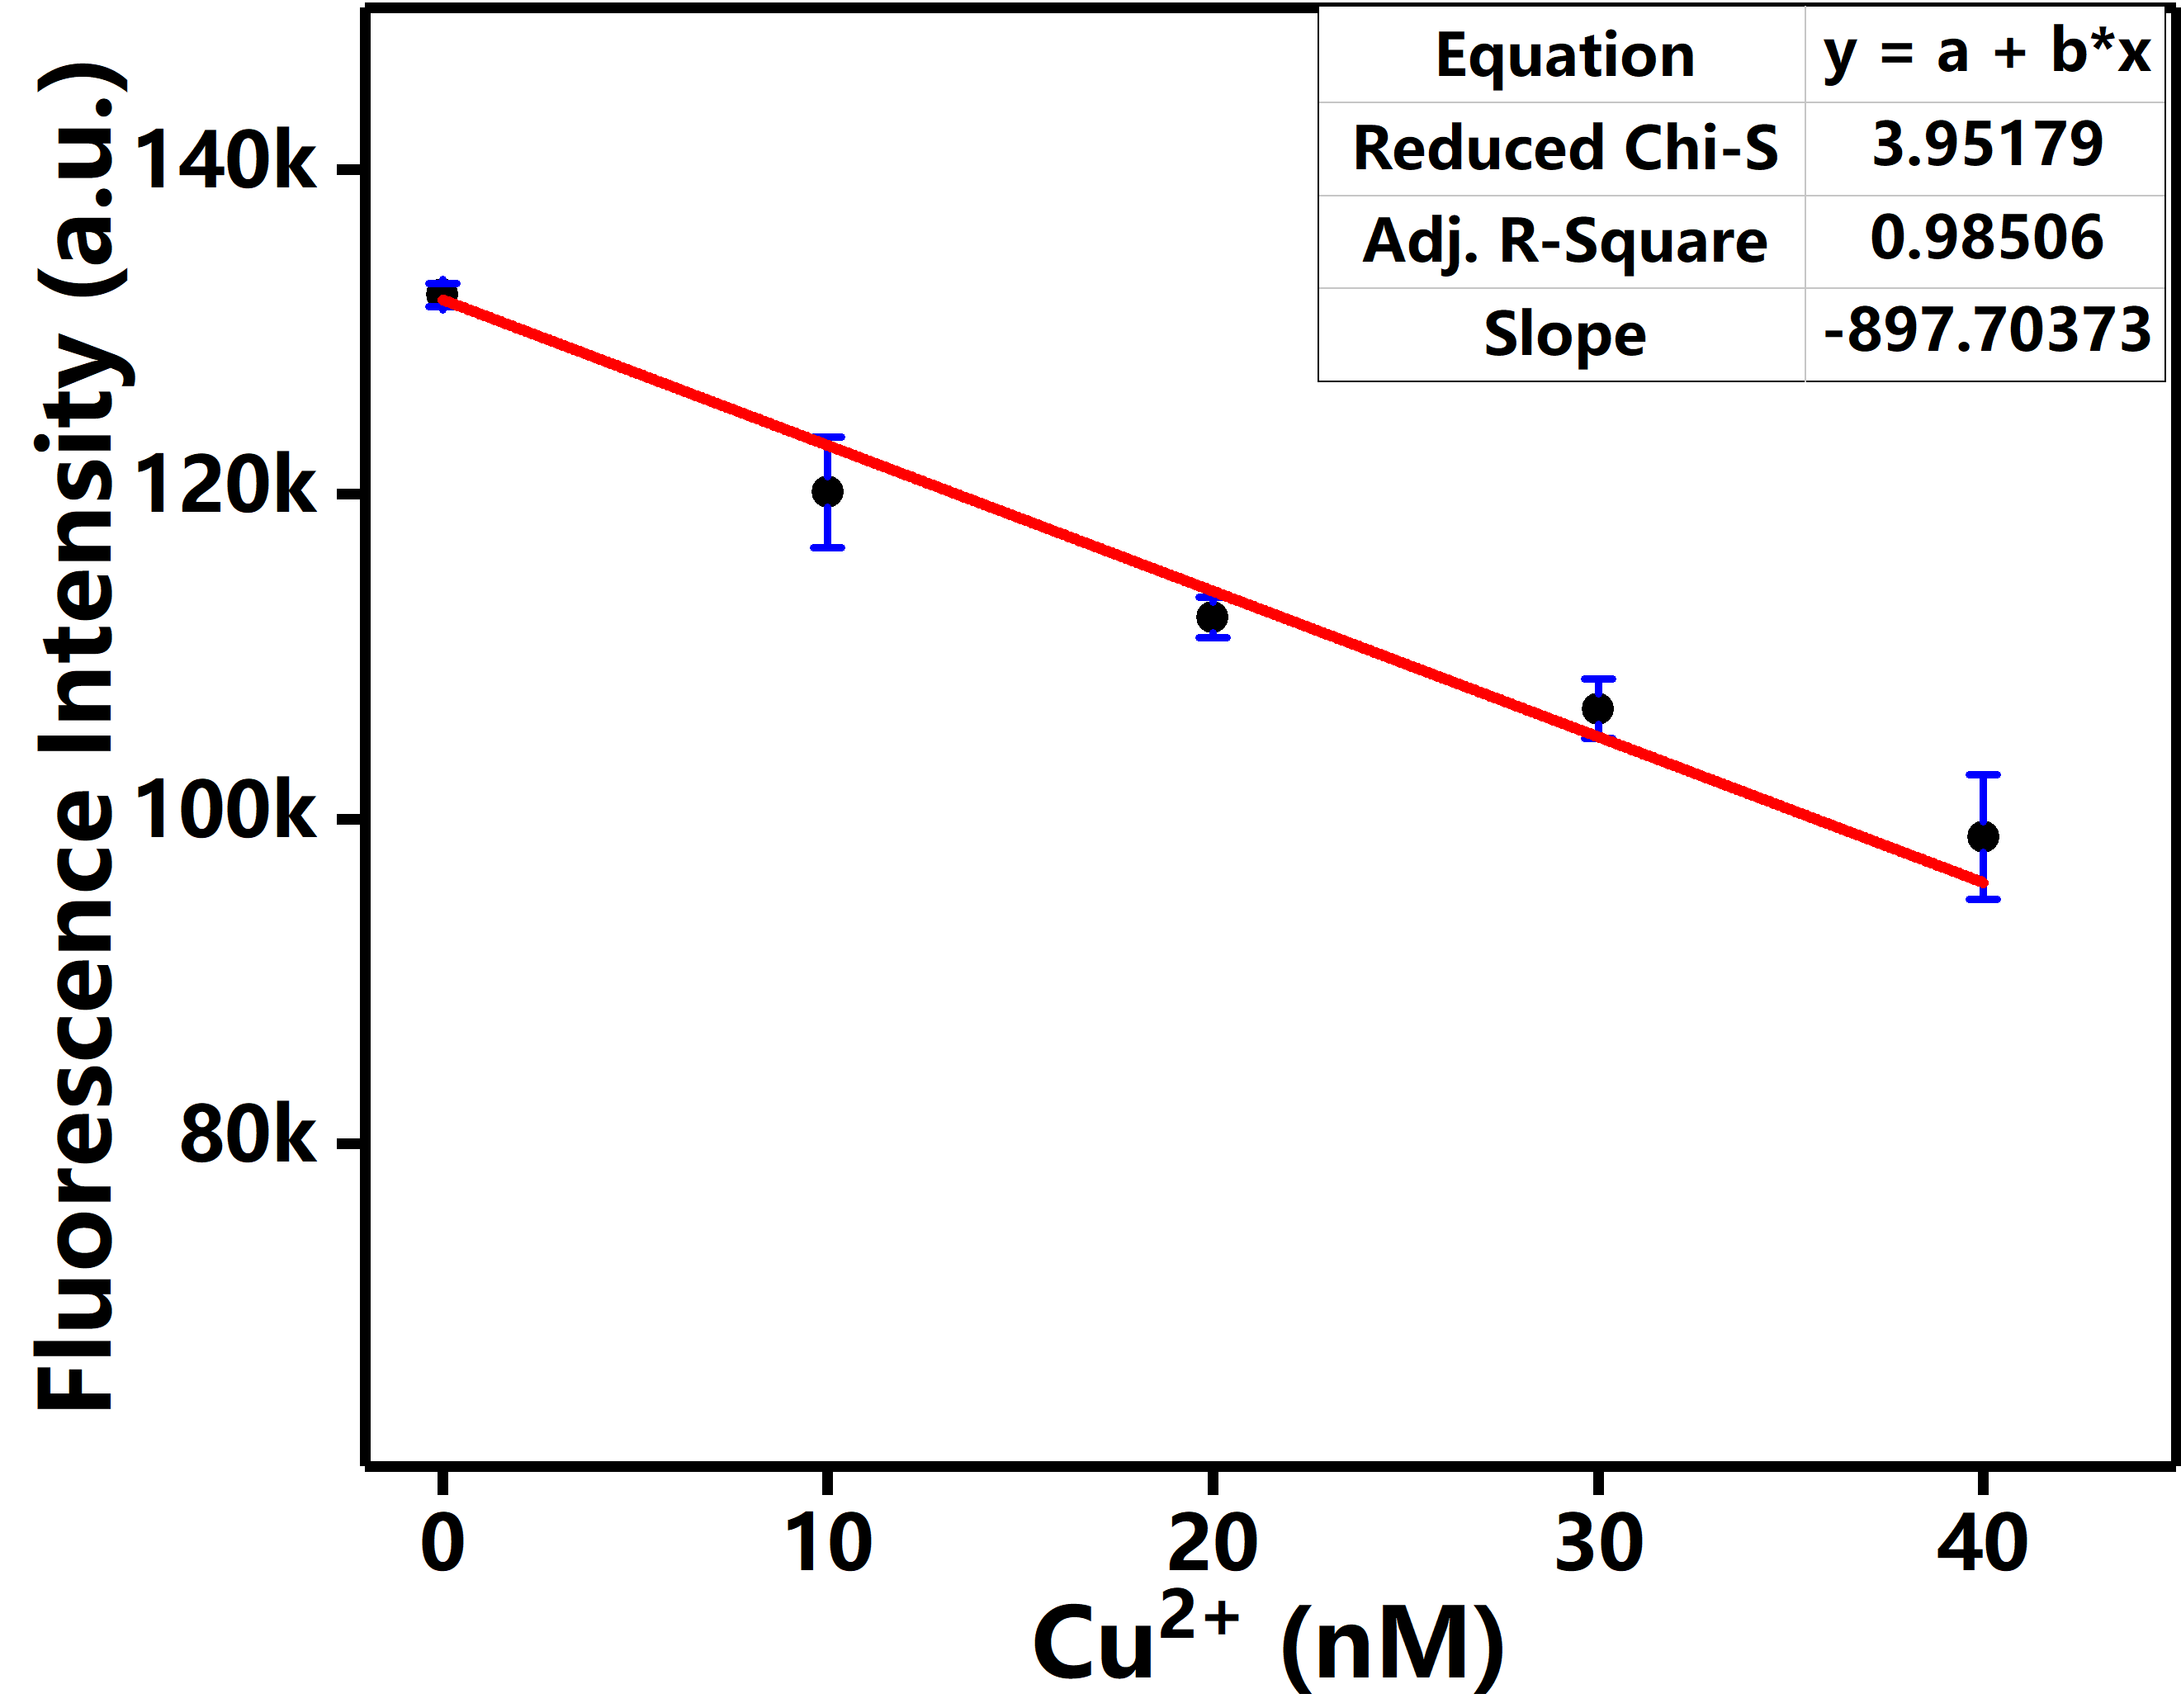 Equation y = a + b*x
Reduced Chi-S 3.95179
Adj. R-Square 0.98506
Slope -897.70373
Fluorescence Intensity (a.u.)
140k
120k
100k
80k
0 10 20 30 40
Cu²⁺ (nM)